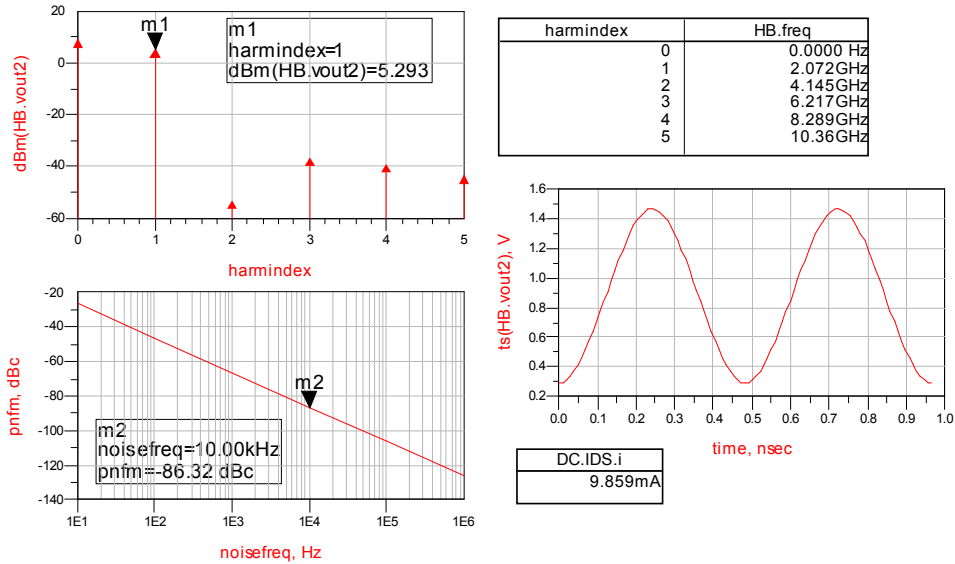 20
0
-20
-40
-60
dBm(HB.vout2)
m1
m1
harmindex=1
dBm(HB.vout2)=5.293
0
1
2
3
4
5
harmindex
harmindex HB.freq
0 0.0000 Hz
1 2.072GHz
2 4.145GHz
3 6.217GHz
4 8.289GHz
5 10.36GHz
-20
-40
-60
-80
-100
-120
-140
pnfm, dBc
m2
m2
noisefreq=10.00kHz
pnfm=-86.32 dBc
1E1
1E2
1E3
1E4
1E5
1E6
noisefreq, Hz
1.6
1.4
1.2
1.0
0.8
0.6
0.4
0.2
ts(HB.vout2), V
0.0
0.1
0.2
0.3
0.4
0.5
0.6
0.7
0.8
0.9
1.0
time, nsec
DC.IDS.i
9.859mA